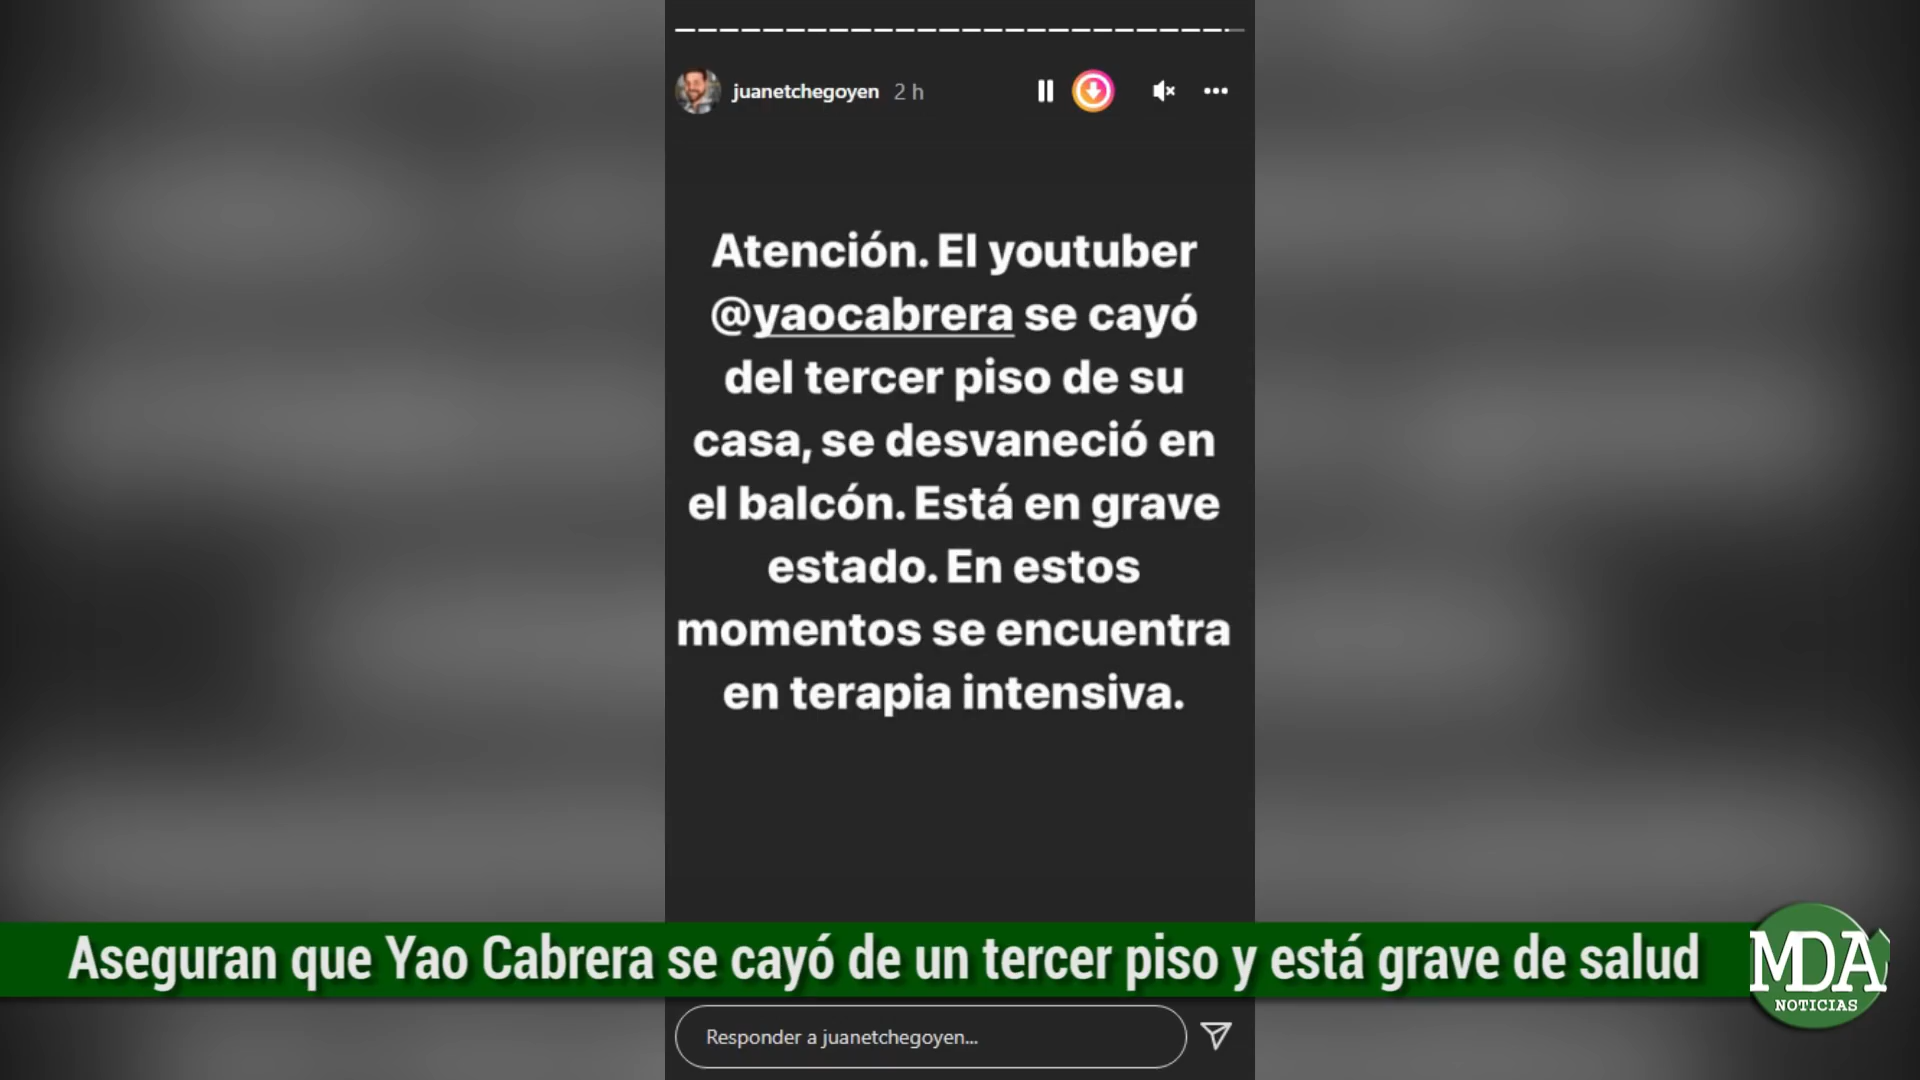 juanetchegoyen 2 h
Atención. El youtuber
@yaocabrera se cayó
del tercer piso de su
casa, se desvaneció en
el balcón. Está en grave
estado. En estos
momentos se encuentra
en terapia intensiva.
Aseguran que Yao Cabrera se cayó de un tercer piso y está grave de salud
MDA
NOTICIAS
Responder a juanetchegoyen...